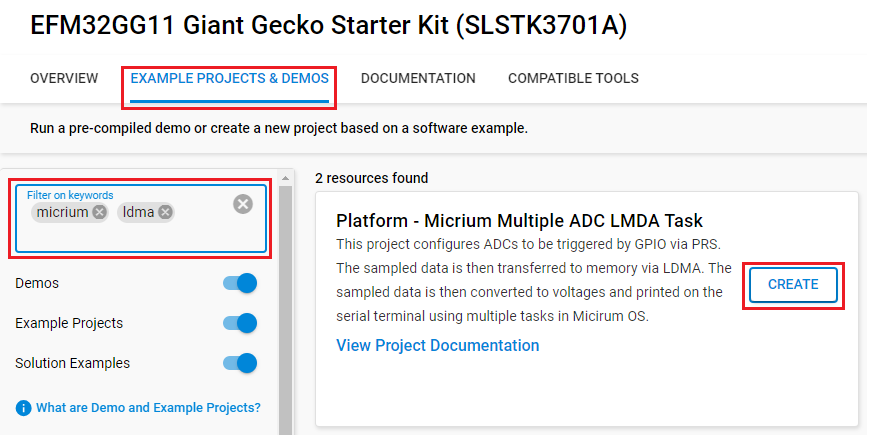 EFM32GG11 Giant Gecko Starter Kit (SLSTK3701A)
OVERVIEW EXAMPLE PROJECTS & DEMOS DOCUMENTATION COMPATIBLE TOOLS
Run a pre-compiled demo or create a new project based on a software example.
Filter on keywords
micrium ldma
Demos
Example Projects
Solution Examples
What are Demo and Example Projects?
2 resources found
Platform - Micrium Multiple ADC LMDA Task
This project configures ADCs to be triggered by GPIO via PRS.
The sampled data is then transferred to memory via LDMA. The
sampled data is then converted to voltages and printed on the
serial terminal using multiple tasks in Micirum OS.
View Project Documentation
CREATE